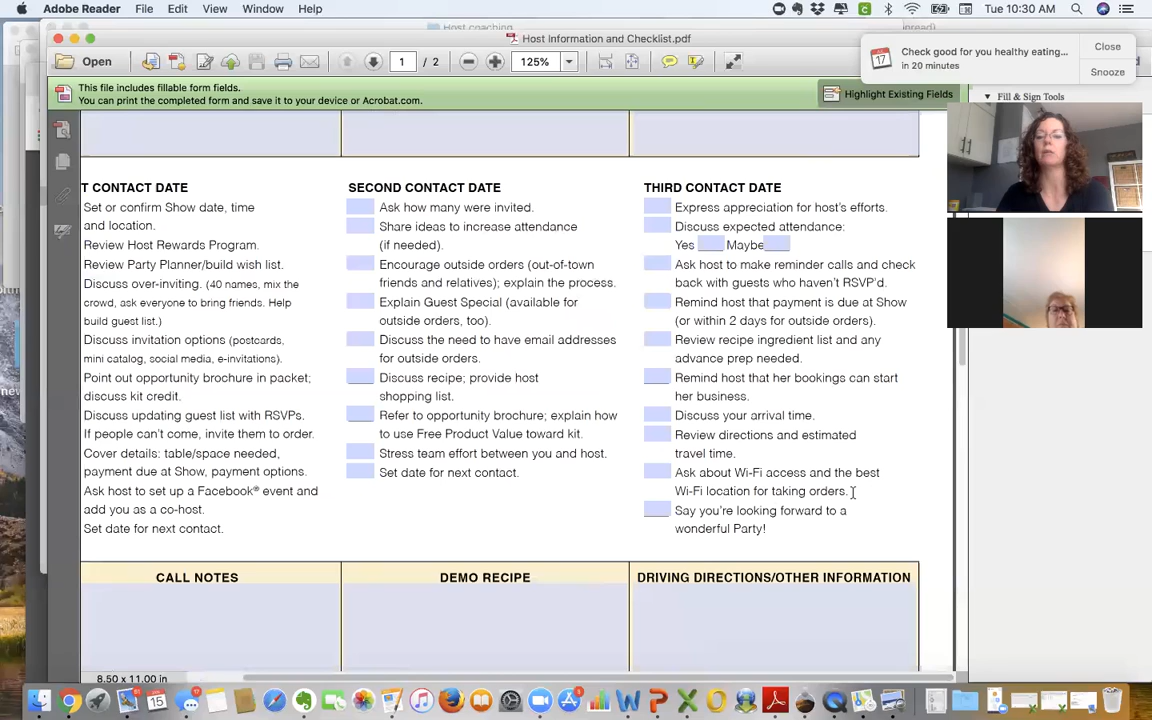 Adobe Reader File Edit View Window Help
Tue 10:30 AM
Host coaching
Host Information and Checklist.pdf
Check good for you healthy eating...
in 20 minutes
Close
Snooze
17
Open
1 / 2
125%
This file includes fillable form fields.
You can print the completed form and save it to your device or Acrobat.com.
Highlight Existing Fields
Fill & Sign Tools
T CONTACT DATE
Set or confirm Show date, time
and location.
Review Host Rewards Program.
Review Party Planner/build wish list.
Discuss over-inviting. (40 names, mix the
crowd, ask everyone to bring friends. Help
build guest list.)
Discuss invitation options (postcards,
mini catalog, social media, e-invitations).
Point out opportunity brochure in packet;
discuss kit credit.
Discuss updating guest list with RSVPs.
If people can't come, invite them to order.
Cover details: table/space needed,
payment due at Show, payment options.
Ask host to set up a Facebook® event and
add you as a co-host.
Set date for next contact.
SECOND CONTACT DATE
Ask how many were invited.
Share ideas to increase attendance
(if needed).
Encourage outside orders (out-of-town
friends and relatives); explain the process.
Explain Guest Special (available for
outside orders, too).
Discuss the need to have email addresses
for outside orders.
Discuss recipe; provide host
shopping list.
Refer to opportunity brochure; explain how
to use Free Product Value toward kit.
Stress team effort between you and host.
Set date for next contact.
THIRD CONTACT DATE
Express appreciation for host's efforts.
Discuss expected attendance:
Yes Maybe
Ask host to make reminder calls and check
back with guests who haven't RSVP'd.
Remind host that payment is due at Show
(or within 2 days for outside orders).
Review recipe ingredient list and any
advance prep needed.
Remind host that her bookings can start
her business.
Discuss your arrival time.
Review directions and estimated
travel time.
Ask about Wi-Fi access and the best
Wi-Fi location for taking orders.
Say you're looking forward to a
wonderful Party!
CALL NOTES
DEMO RECIPE
DRIVING DIRECTIONS/OTHER INFORMATION
8.50 x 11.00 in